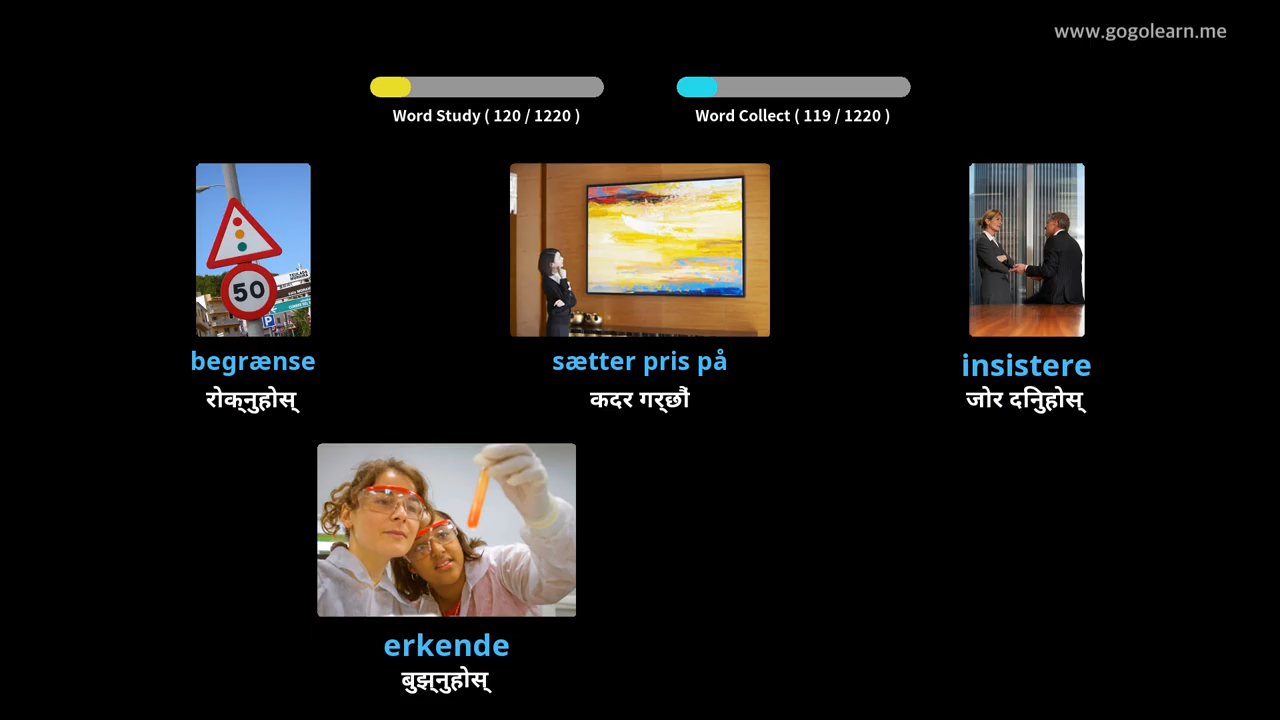 www.gogolearn.me
Word Study ( 120 / 1220 )
Word Collect ( 119 / 1220 )
50
P
begrænse
रोक्नुहोस्
sætter pris på
कदर गर्छौं
insistere
जोर दिनुहोस्
erkende
बुझ्नुहोस्